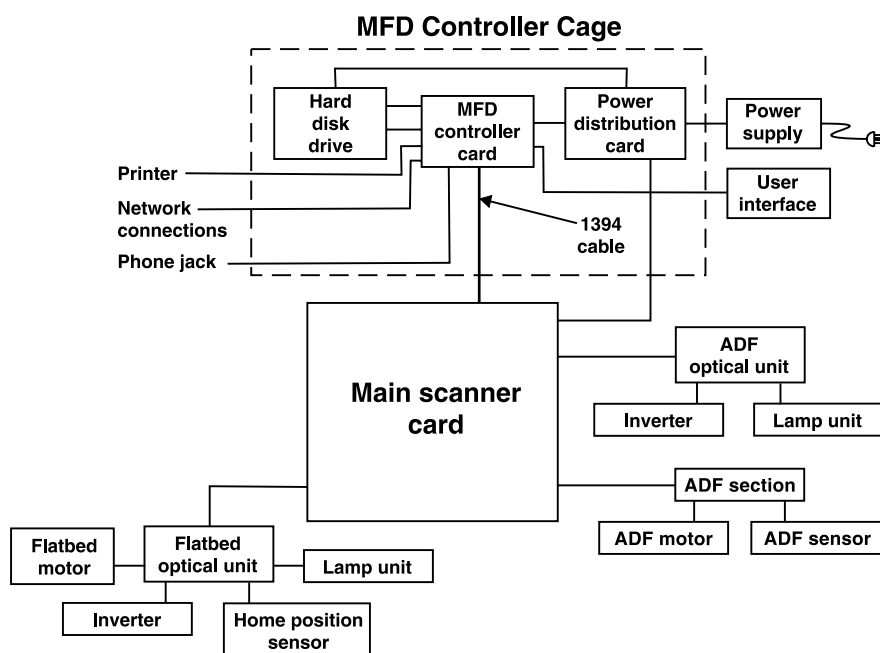 MFD Controller Cage
Hard
disk
drive
MFD
controller
card
Power
distribution
card
Power
supply
Printer
Network
connections
Phone jack
1394
cable
User
interface
Main scanner
card
ADF
optical unit
Inverter
Lamp unit
ADF section
ADF motor
ADF sensor
Flatbed
motor
Flatbed
optical unit
Lamp unit
Inverter
Home position
sensor